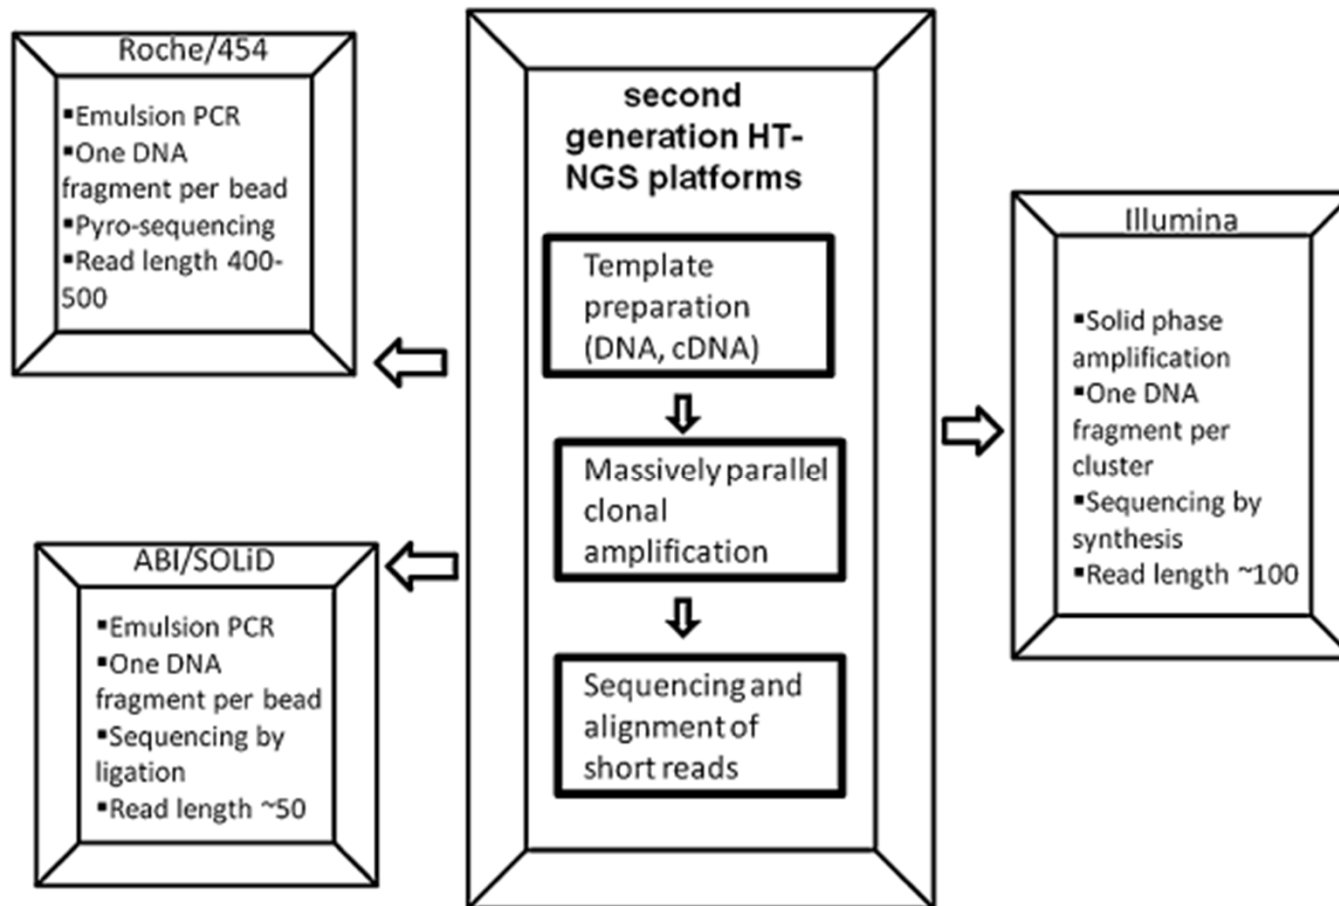 Roche/454
▪Emulsion PCR
▪One DNA
fragment per bead
▪Pyro-sequencing
▪Read length 400-
500
ABI/SOLiD
▪Emulsion PCR
▪One DNA
fragment per bead
▪Sequencing by
ligation
▪Read length ~50
second
generation HT-
NGS platforms
Template
preparation
(DNA, cDNA)
Massively parallel
clonal
amplification
Sequencing and
alignment of
short reads
Illumina
▪Solid phase
amplification
▪One DNA
fragment per
cluster
▪Sequencing by
synthesis
▪Read length ~100